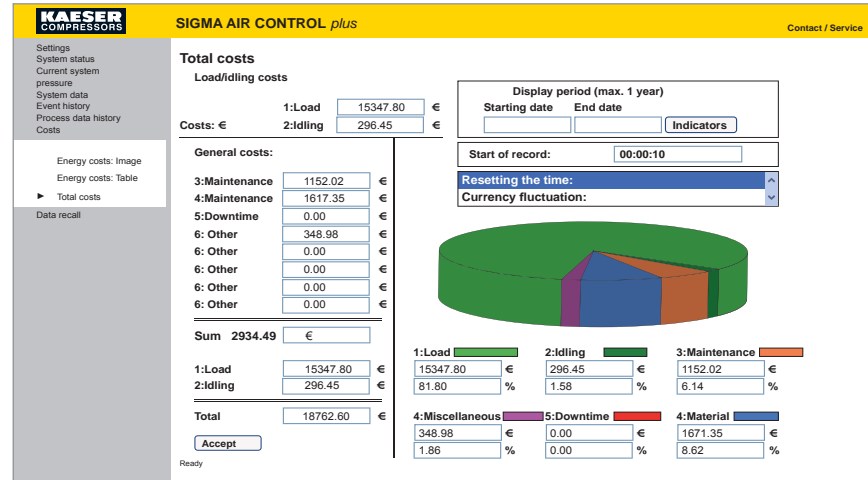 KAESER
COMPRESSORS
SIGMA AIR CONTROL plus
Contact / Service
Settings
System status
Current system
pressure
System data
Event history
Process data history
Costs
Energy costs: Image
Energy costs: Table
► Total costs
Data recall
Total costs
Load/idling costs
1:Load 15347.80 €
Costs: € 2:Idling 296.45 €
General costs:
3:Maintenance 1152.02 €
4:Maintenance 1617.35 €
5:Downtime 0.00 €
6: Other 348.98 €
6: Other 0.00 €
6: Other 0.00 €
6: Other 0.00 €
6: Other 0.00 €
Sum 2934.49 €
1:Load 15347.80 €
2:Idling 296.45 €
Total 18762.60 €
Accept
Ready
Display period (max. 1 year)
Starting date End date
Indicators
Start of record: 00:00:10
Resetting the time:
Currency fluctuation:
1:Load 2:Idling 3:Maintenance
15347.80 € 296.45 € 1152.02 €
81.80 % 1.58 % 6.14 %
4:Miscellaneous 5:Downtime 4:Material
348.98 € 0.00 € 1671.35 €
1.86 % 0.00 % 8.62 %